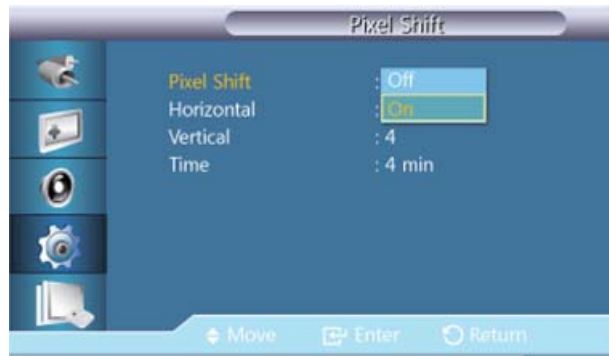 Pixel Shift
Pixel Shift : Off
Horizontal : On
Vertical : 4
Time : 4 min
Move Enter Return